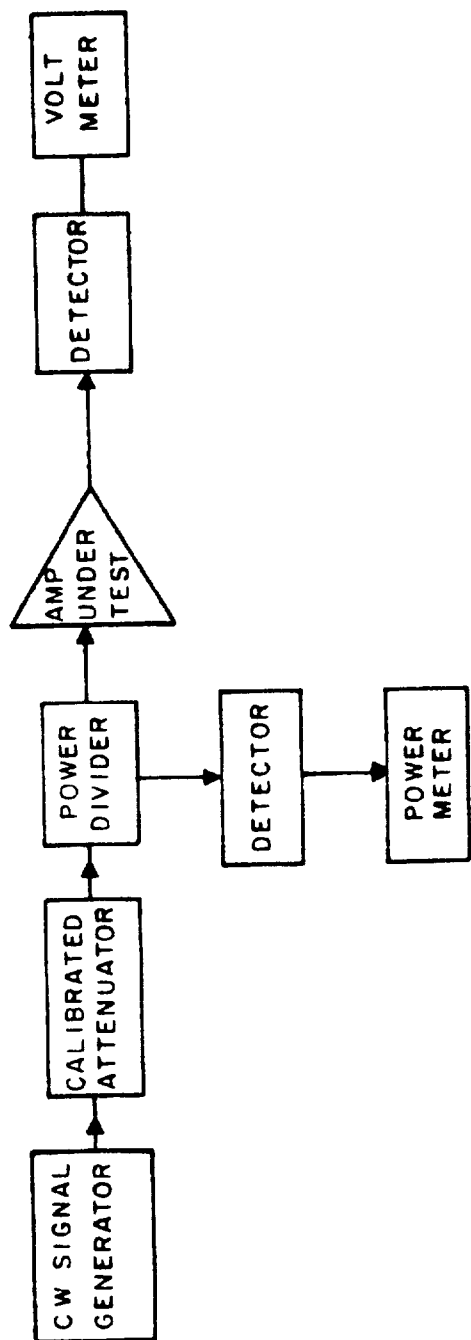 CW SIGNAL
GENERATOR
CALIBRATED
ATTENUATOR
POWER
DIVIDER
AMP
UNDER
TEST
DETECTOR
VOLT
METER
DETECTOR
POWER
METER